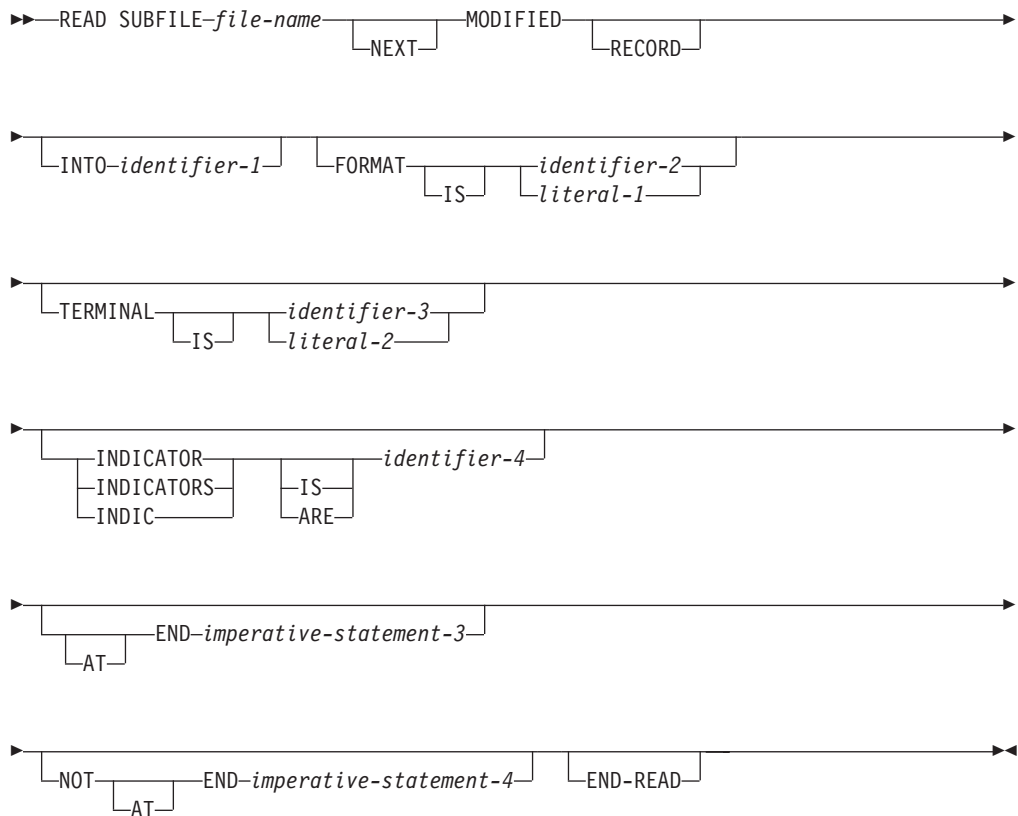 READ SUBFILE file-name MODIFIED
NEXT RECORD
INTO identifier-1 FORMAT identifier-2
IS literal-1
TERMINAL identifier-3
IS literal-2
INDICATOR identifier-4
INDICATORS IS
INDIC ARE
END imperative-statement-3
AT
NOT END imperative-statement-4 END-READ
AT